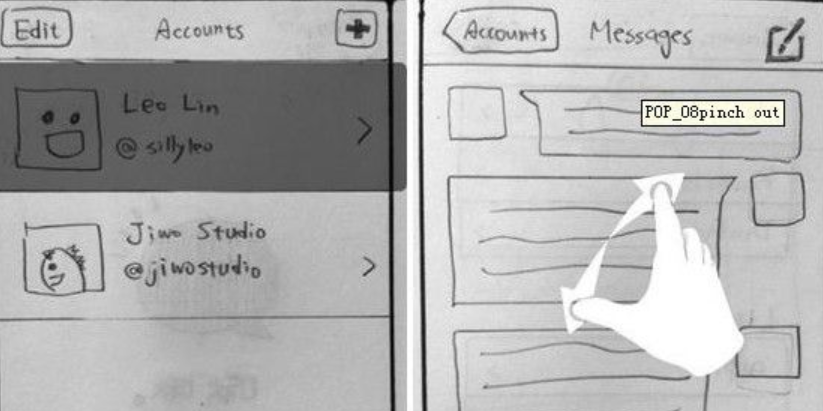 Edit Accounts
Leo Lin
@sillyleo
Jiwo Studio
@jiwostudio
Accounts Messages
POP_08pinch out